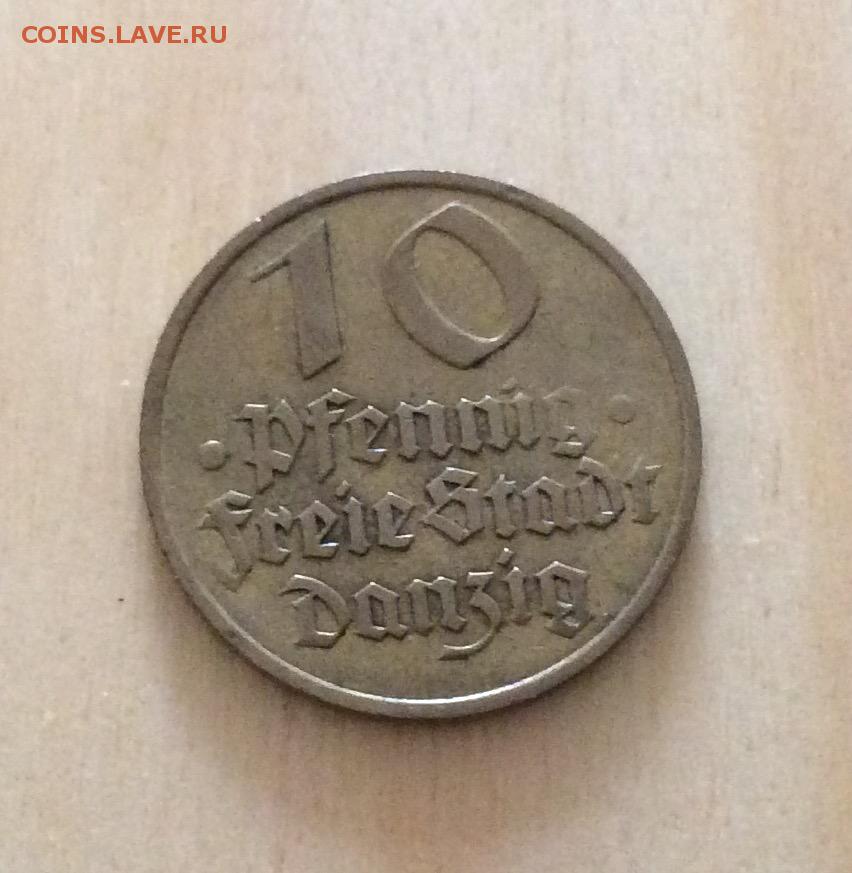 COINS.LAVE.RU
10
·Pfennig·
Freie Stadt
Danzig